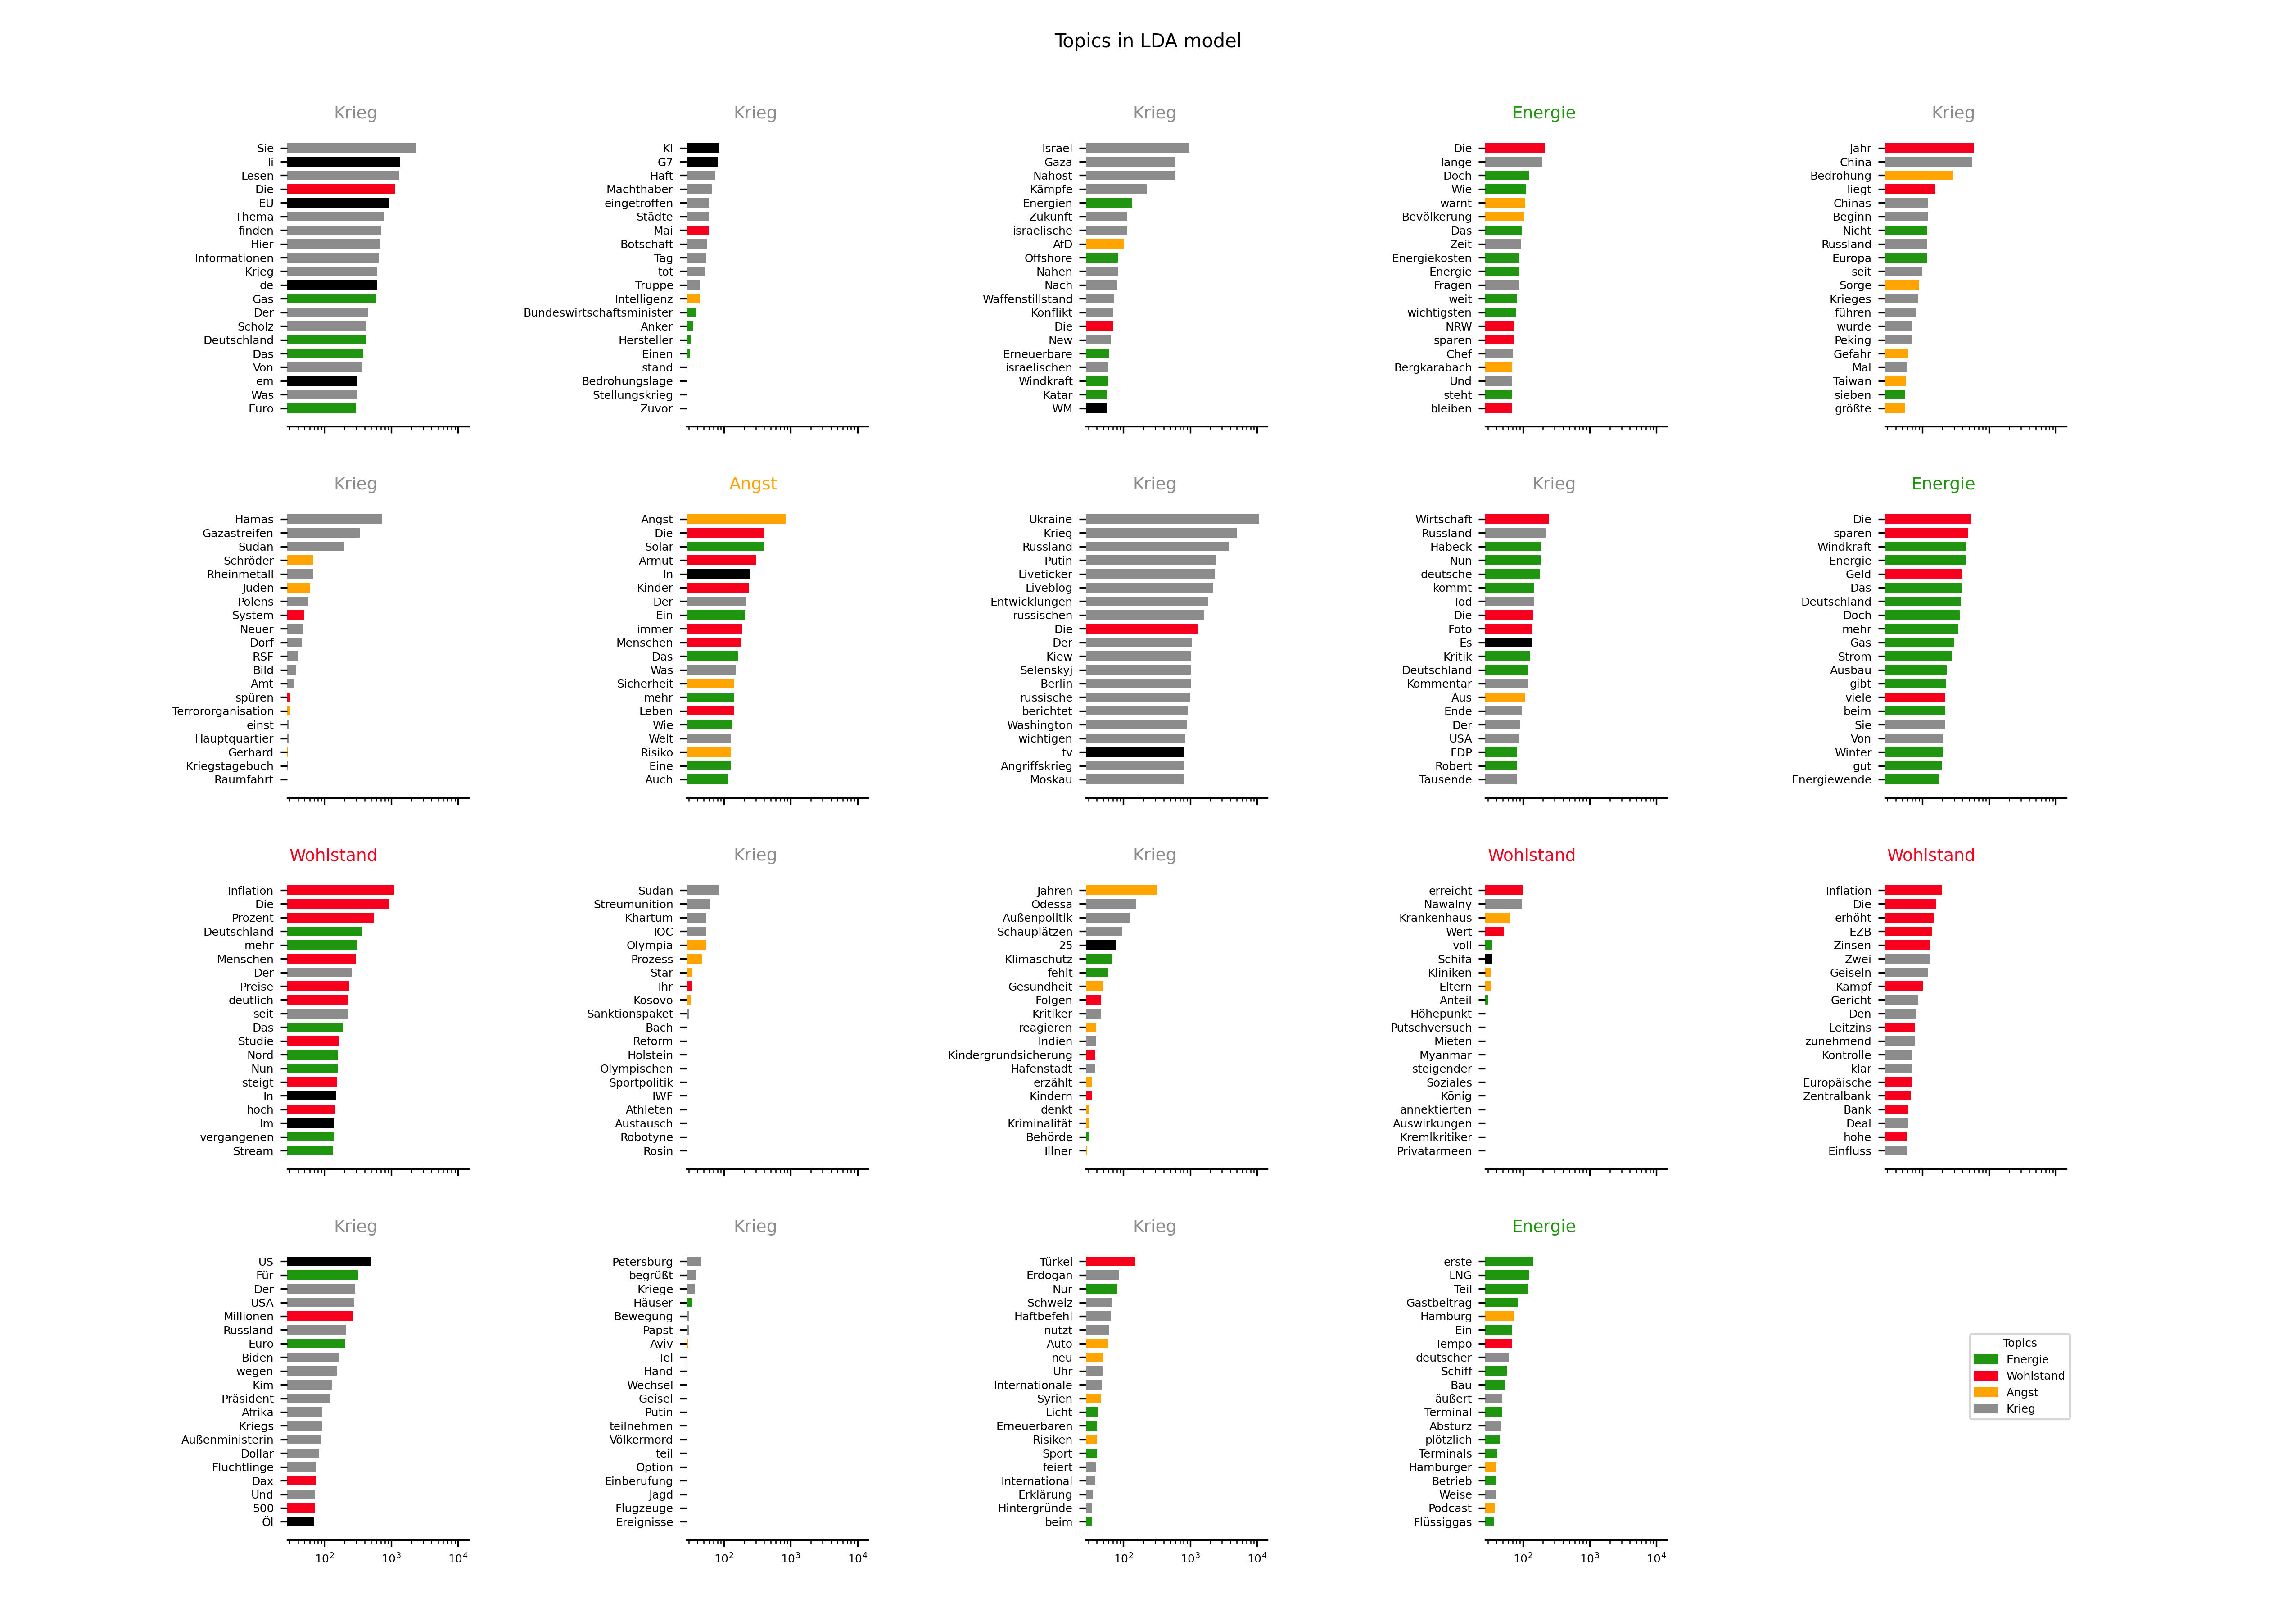 Topics in LDA model
Krieg
Sie
li
Lesen
Die
EU
Thema
finden
Hier
Informationen
Krieg
de
Gas
Der
Scholz
Deutschland
Das
Von
em
Was
Euro
Krieg
KI
G7
Haft
Machthaber
eingetroffen
Städte
Mai
Botschaft
Tag
tot
Truppe
Intelligenz
Bundeswirtschaftsminister
Anker
Hersteller
Einen
stand
Bedrohungslage
Stellungskrieg
Zuvor
Krieg
Israel
Gaza
Nahost
Kämpfe
Energien
Zukunft
israelische
AfD
Offshore
Nahen
Nach
Waffenstillstand
Konflikt
Die
New
Erneuerbare
israelischen
Windkraft
Katar
WM
Energie
Die
lange
Doch
Wie
warnt
Bevölkerung
Das
Zeit
Energiekosten
Energie
Fragen
weit
wichtigsten
NRW
sparen
Chef
Bergkarabach
Und
steht
bleiben
Krieg
Jahr
China
Bedrohung
liegt
Chinas
Beginn
Nicht
Russland
Europa
seit
Sorge
Krieges
führen
wurde
Peking
Gefahr
Mal
Taiwan
sieben
größte
Krieg
Hamas
Gazastreifen
Sudan
Schröder
Rheinmetall
Juden
Polens
System
Neuer
Dorf
RSF
Bild
Amt
spüren
Terrororganisation
einst
Hauptquartier
Gerhard
Kriegstagebuch
Raumfahrt
Angst
Angst
Die
Solar
Armut
In
Kinder
Der
Ein
immer
Menschen
Das
Was
Sicherheit
mehr
Leben
Wie
Welt
Risiko
Eine
Auch
Krieg
Ukraine
Krieg
Russland
Putin
Liveticker
Liveblog
Entwicklungen
russischen
Die
Der
Kiew
Selenskyj
Berlin
russische
berichtet
Washington
wichtigen
tv
Angriffskrieg
Moskau
Krieg
Wirtschaft
Russland
Habeck
Nun
deutsche
kommt
Tod
Die
Foto
Es
Kritik
Deutschland
Kommentar
Aus
Ende
Der
USA
FDP
Robert
Tausende
Energie
Die
sparen
Windkraft
Energie
Geld
Das
Deutschland
Doch
mehr
Gas
Strom
Ausbau
gibt
viele
beim
Sie
Von
Winter
gut
Energiewende
Wohlstand
Inflation
Die
Prozent
Deutschland
mehr
Menschen
Der
Preise
deutlich
seit
Das
Studie
Nord
Nun
steigt
In
hoch
Im
vergangenen
Stream
Krieg
Sudan
Streumunition
Khartum
IOC
Olympia
Prozess
Star
Ihr
Kosovo
Sanktionspaket
Bach
Reform
Holstein
Olympischen
Sportpolitik
IWF
Athleten
Austausch
Robotyne
Rosin
Krieg
Jahren
Odessa
Außenpolitik
Schauplätzen
25
Klimaschutz
fehlt
Gesundheit
Folgen
Kritiker
reagieren
Indien
Kindergrundsicherung
Hafenstadt
erzählt
Kindern
denkt
Kriminalität
Behörde
Illner
Wohlstand
erreicht
Nawalny
Krankenhaus
Wert
voll
Schifa
Kliniken
Eltern
Anteil
Höhepunkt
Putschversuch
Mieten
Myanmar
steigender
Soziales
König
annektierten
Auswirkungen
Kremlkritiker
Privatarmeen
Wohlstand
Inflation
Die
erhöht
EZB
Zinsen
Zwei
Geiseln
Kampf
Gericht
Den
Leitzins
zunehmend
Kontrolle
klar
Europäische
Zentralbank
Bank
Deal
hohe
Einfluss
Krieg
US
Für
Der
USA
Millionen
Russland
Euro
Biden
wegen
Kim
Präsident
Afrika
Kriegs
Außenministerin
Dollar
Flüchtlinge
Dax
Und
500
Öl
10² 10³ 10⁴
Krieg
Petersburg
begrüßt
Kriege
Häuser
Bewegung
Papst
Aviv
Tel
Hand
Wechsel
Geisel
Putin
teilnehmen
Völkermord
teil
Option
Einberufung
Jagd
Flugzeuge
Ereignisse
10² 10³ 10⁴
Krieg
Türkei
Erdogan
Nur
Schweiz
Haftbefehl
nutzt
Auto
neu
Uhr
Internationale
Syrien
Licht
Erneuerbaren
Risiken
Sport
feiert
International
Erklärung
Hintergründe
beim
10² 10³ 10⁴
Energie
erste
LNG
Teil
Gastbeitrag
Hamburg
Ein
Tempo
deutscher
Schiff
Bau
äußert
Terminal
Absturz
plötzlich
Terminals
Hamburger
Betrieb
Weise
Podcast
Flüssiggas
10² 10³ 10⁴
Topics
Energie
Wohlstand
Angst
Krieg